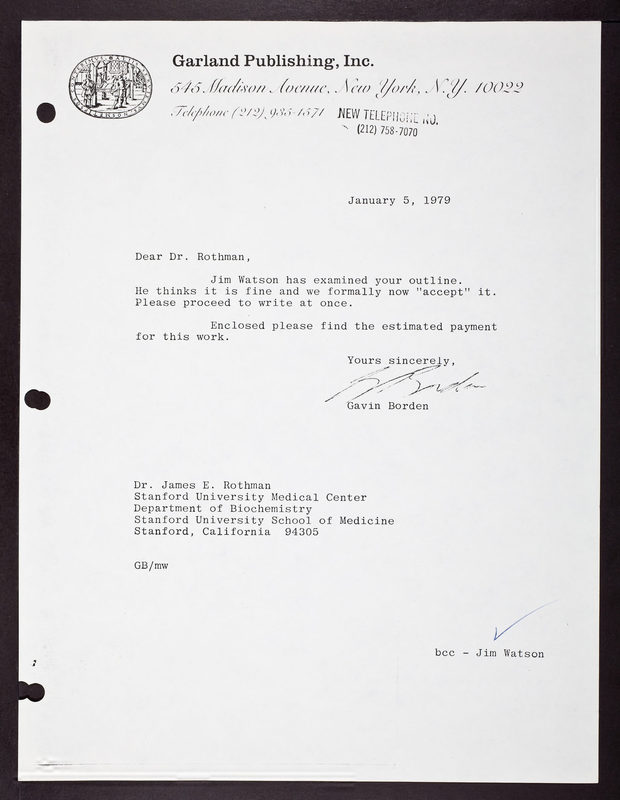 Garland Publishing, Inc.
545 Madison Avenue, New York, N.Y. 10022
Telephone (212) 935-1571 NEW TELEPHONE NO.
(212) 758-7070
January 5, 1979
Dear Dr. Rothman,
Jim Watson has examined your outline.
He thinks it is fine and we formally now "accept" it.
Please proceed to write at once.
Enclosed please find the estimated payment
for this work.
Yours sincerely,
Gavin Borden
Dr. James E. Rothman
Stanford University Medical Center
Department of Biochemistry
Stanford University School of Medicine
Stanford, California 94305
GB/mw
bcc - Jim Watson